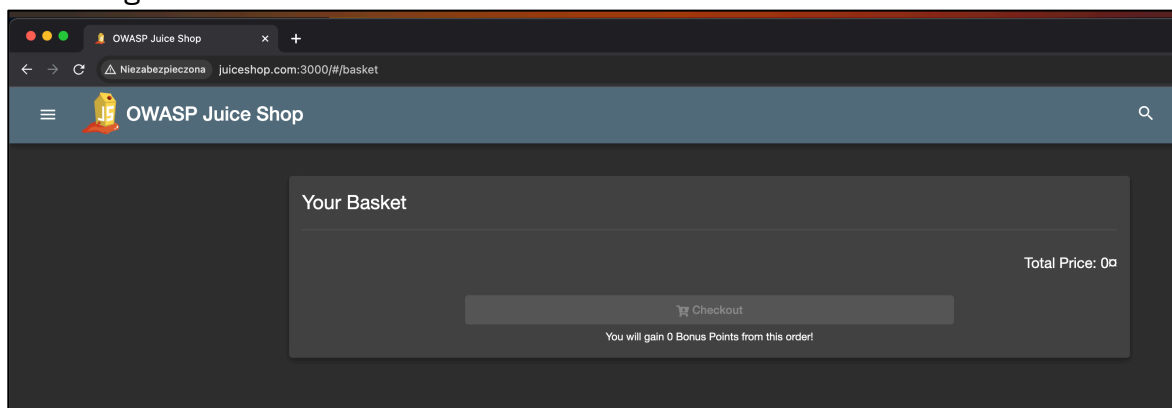 OWASP Juice Shop
Niezabezpieczona juiceshop.com:3000/#/basket
JS OWASP Juice Shop
Your Basket
Total Price: 0¤
Checkout
You will gain 0 Bonus Points from this order!